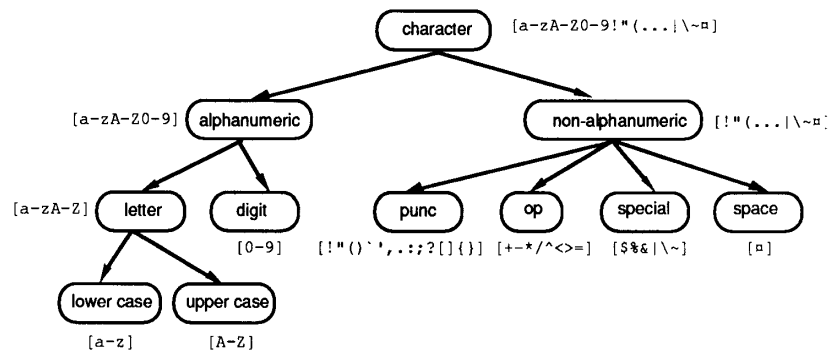 character [a-zA-Z0-9!"(...|\~¤]
[a-zA-Z0-9] alphanumeric non-alphanumeric [!"(...|\~¤]
[a-zA-Z] letter digit punc op special space
[0-9] [!"()`',.:;?[]{}] [+-*/^<>=] [$%&|\~] [¤]
lower case upper case
[a-z] [A-Z]